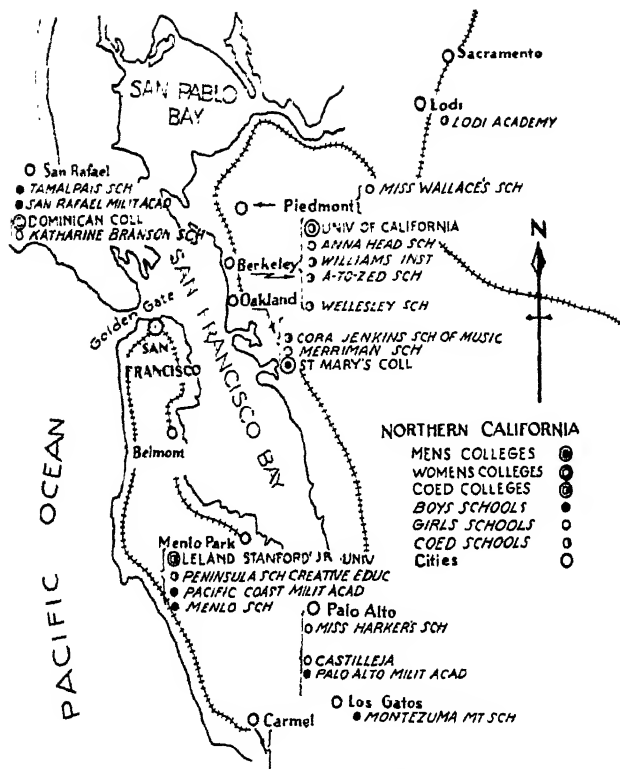 Sacramento
SAN PABLO
BAY
Lodi
LODI ACADEMY
San Rafael
TAMALPAIS SCH
SAN RAFAEL MILIT ACAD
DOMINICAN COLL
KATHARINE BRANSON SCH
MISS WALLACE'S SCH
Piedmont
UNIV OF CALIFORNIA
ANNA HEAD SCH
WILLIAMS INST
A-TO-ZED SCH
Berkeley
WELLESLEY SCH
Oakland
N
Golden Gate
SAN FRANCISCO BAY
SAN
FRANCISCO
CORA JENKINS SCH OF MUSIC
MERRIMAN SCH
ST MARY'S COLL
Belmont
PACIFIC OCEAN
NORTHERN CALIFORNIA
MENS COLLEGES
WOMENS COLLEGES
COED COLLEGES
BOYS SCHOOLS
GIRLS SCHOOLS
COED SCHOOLS
Cities
Menlo Park
LELAND STANFORD JR UNIV
PENINSULA SCH CREATIVE EDUC
PACIFIC COAST MILIT ACAD
MENLO SCH
Palo Alto
MISS HARKER'S SCH
CASTILLEJA
PALO ALTO MILIT ACAD
Los Gatos
MONTEZUMA MT SCH
Carmel